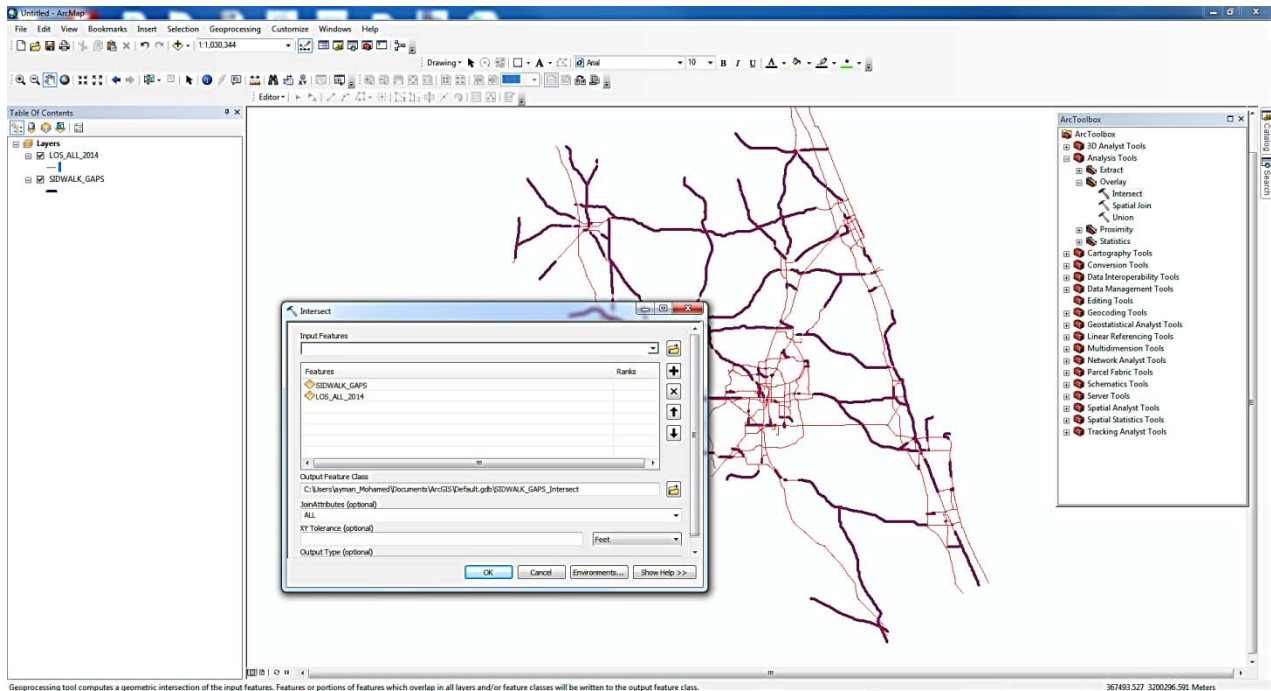 Untitled - ArcMap
File Edit View Bookmarks Insert Selection Geoprocessing Customize Windows Help
1:1,030,344
Drawing Arial 10 B I U A
Editor
Table Of Contents
Layers
LOS_ALL_2014
SIDWALK_GAPS
ArcToolbox
ArcToolbox
3D Analyst Tools
Analysis Tools
Extract
Overlay
Intersect
Spatial Join
Union
Proximity
Statistics
Cartography Tools
Conversion Tools
Data Interoperability Tools
Data Management Tools
Editing Tools
Geocoding Tools
Geostatistical Analyst Tools
Linear Referencing Tools
Multidimension Tools
Network Analyst Tools
Parcel Fabric Tools
Schematics Tools
Server Tools
Spatial Analyst Tools
Spatial Statistics Tools
Tracking Analyst Tools
Catalog
Search
Intersect
Input Features
Features Ranks
SIDWALK_GAPS
LOS_ALL_2014
Output Feature Class
C:\Users\ayman_Mohamed\Documents\ArcGIS\Default.gdb\SIDWALK_GAPS_Intersect
JoinAttributes (optional)
ALL
XY Tolerance (optional)
Feet
Output Type (optional)
OK Cancel Environments... Show Help >>
Geoprocessing tool computes a geometric intersection of the input features. Features or portions of features which overlap in all layers and/or feature classes will be written to the output feature class.
367493.527 3200296.591 Meters